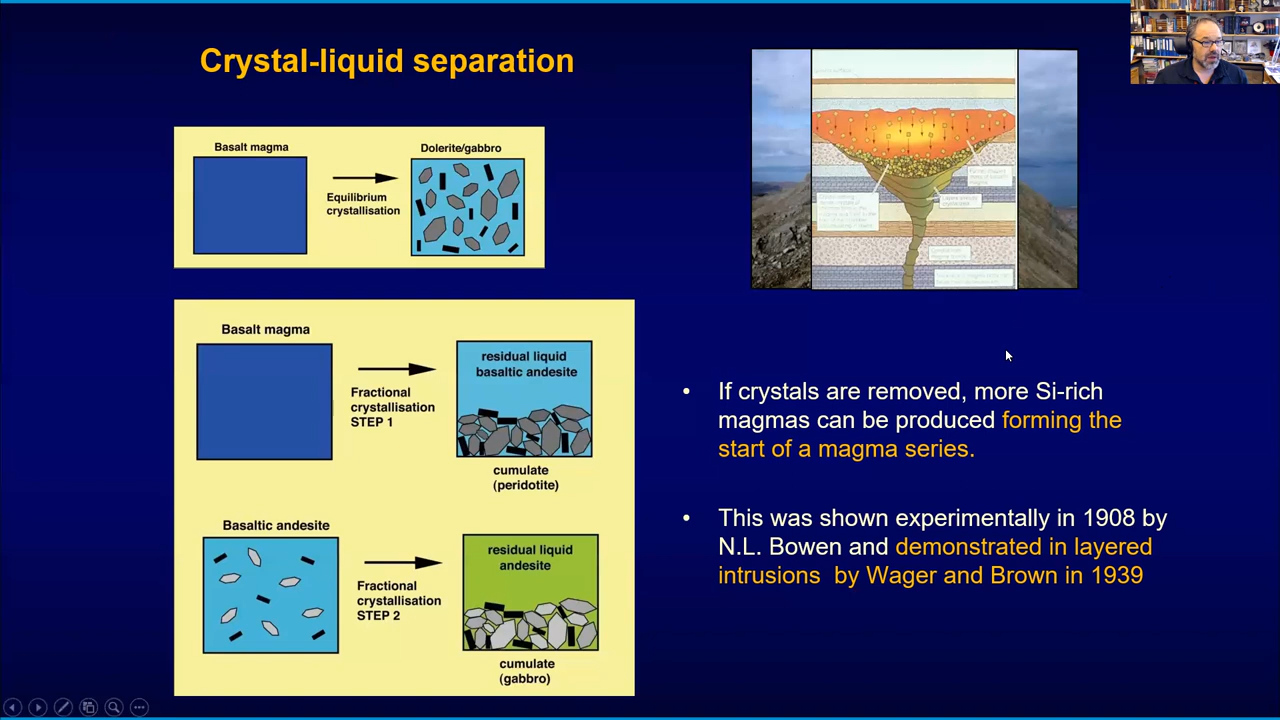 Crystal-liquid separation
Basalt magma
Equilibrium
crystallisation
Dolerite/gabbro
Basalt magma
Fractional
crystallisation
STEP 1
residual liquid
basaltic andesite
cumulate
(peridotite)
Basaltic andesite
Fractional
crystallisation
STEP 2
residual liquid
andesite
cumulate
(gabbro)
• If crystals are removed, more Si-rich
magmas can be produced forming the
start of a magma series.
• This was shown experimentally in 1908 by
N.L. Bowen and demonstrated in layered
intrusions by Wager and Brown in 1939